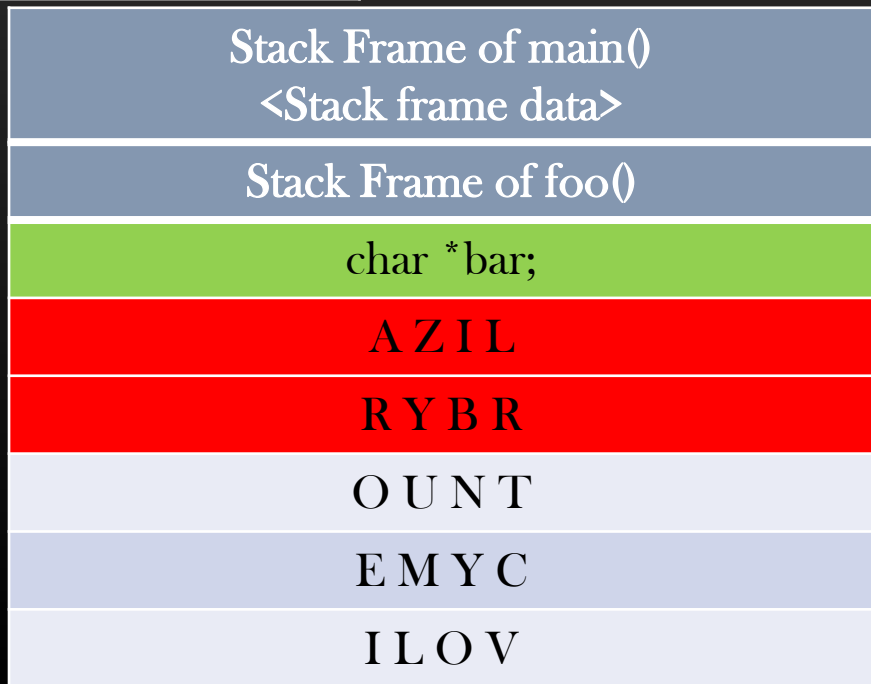 Stack Frame of main()
<Stack frame data>
Stack Frame of foo()
char *bar;
A Z I L
R Y B R
O U N T
E M Y C
I L O V